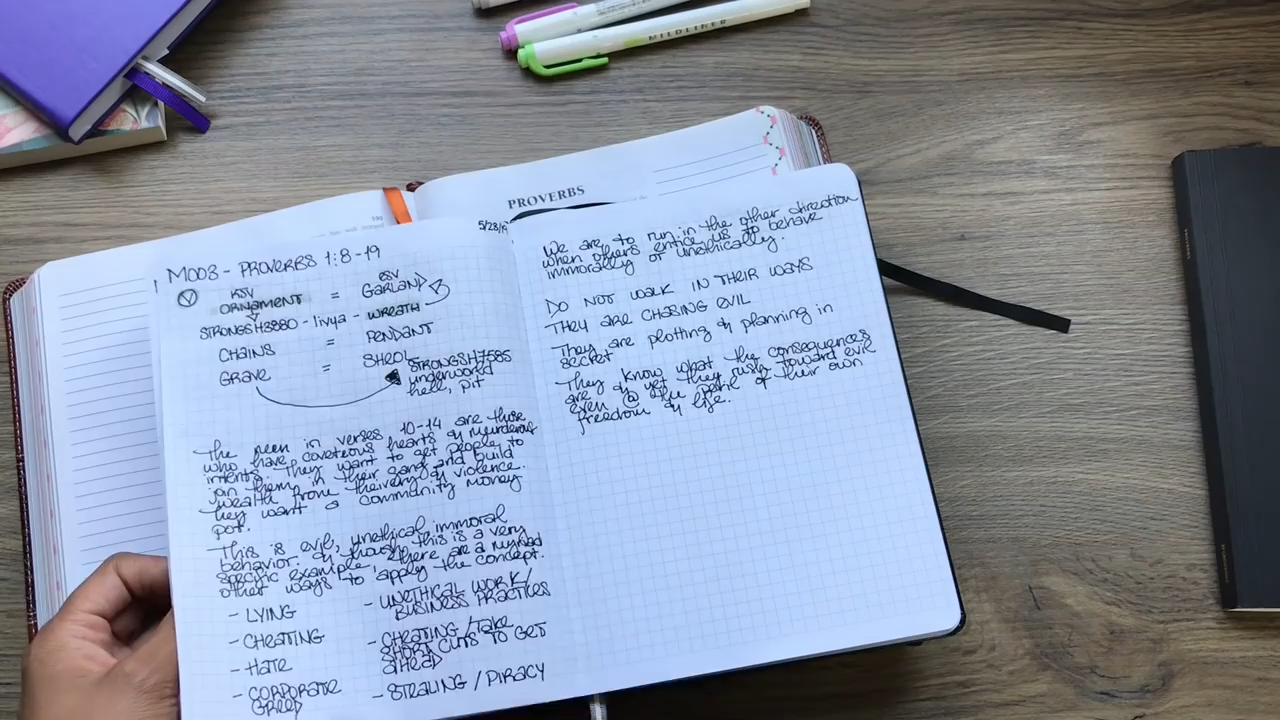 MILDLINER
PROVERBS
5/28/19
M003 - PROVERBS 1:8-19
KJV ESV
ORNAMENT = GARLAND
STRONGSH3880 - livya - WREATH
CHAINS = PENDANT
GRAVE = SHEOL STRONGSH7585
underworld
hell, pit
The men in verses 10-14 are those
who have coveteous hearts & murderous
intents. They want to get people to
join them in their gang and build
wealth from theivery & violence.
They want a community money
pot.
This is evil, unethical immoral
behavior. & though this is a very
specific example, there are a myriad
other ways to apply the concept.
- LYING
- CHEATING
- HATE
- CORPORATE
GREED
- UNETHICAL WORK/
BUSINESS PRACTICES
- CHEATING/TAKE
SHORT CUTS TO GET
AHEAD
- STEALING / PIRACY
We are to run in the other direction
when others entice us to behave
immorally or unethically.
DO NOT WALK IN THEIR WAYS
THEY ARE CHASING EVIL
They are plotting & planning in
secret
They know what the consequences
are & yet they rush toward evil
even @ the peril of their own
freedom & life.